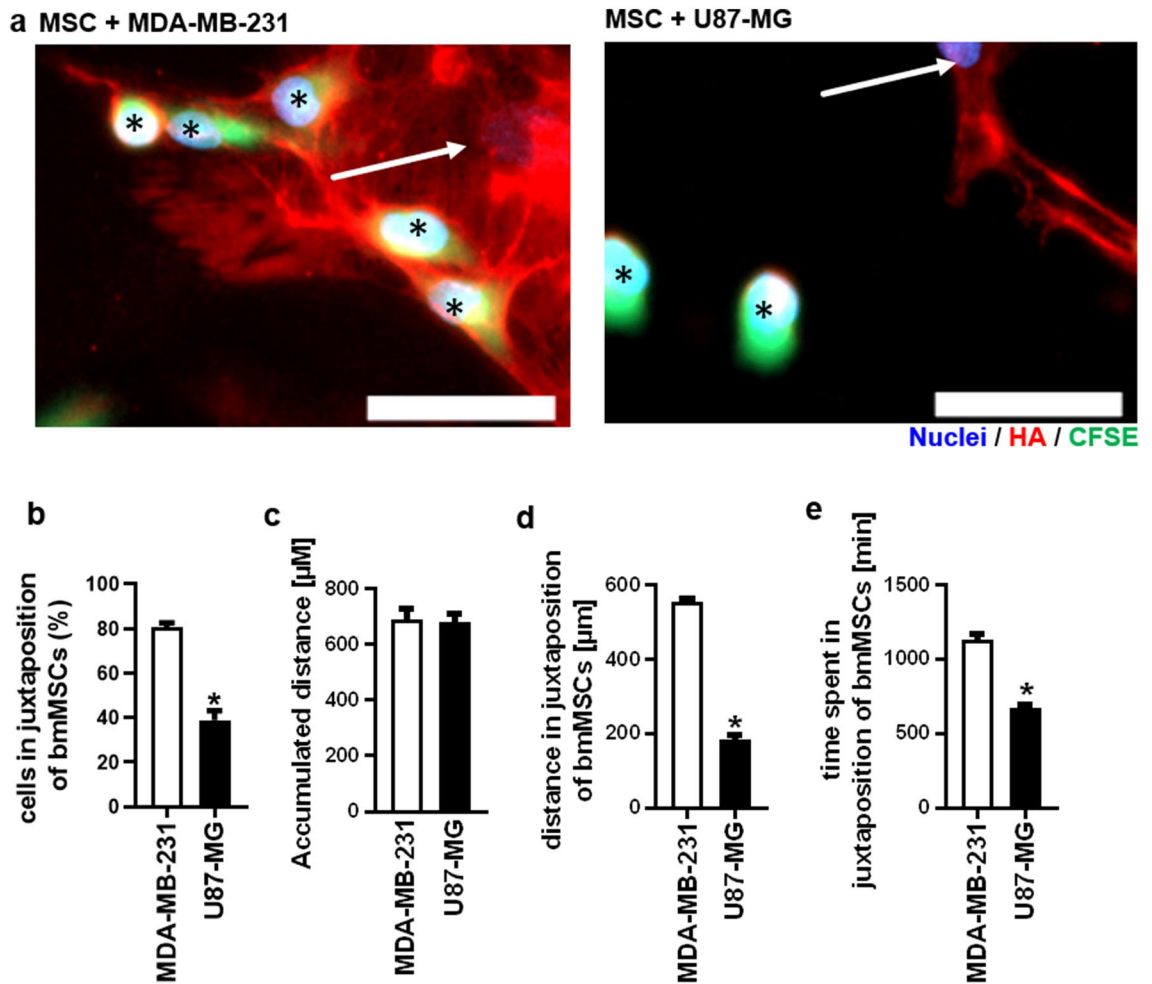 a MSC + MDA-MB-231
MSC + U87-MG
*
*
*
*
*
*
*
Nuclei / HA / CFSE
b
cells in juxtaposition
of bmMSCs (%)
100
80
60
40
20
0
*
MDA-MB-231
U87-MG
c
Accumulated distance [µM]
800
600
400
200
0
MDA-MB-231
U87-MG
d
distance in juxtaposition
of bmMSCs [µm]
600
400
200
0
*
MDA-MB-231
U87-MG
e
time spent in
juxtaposition of bmMSCs [min]
1500
1000
500
0
*
MDA-MB-231
U87-MG